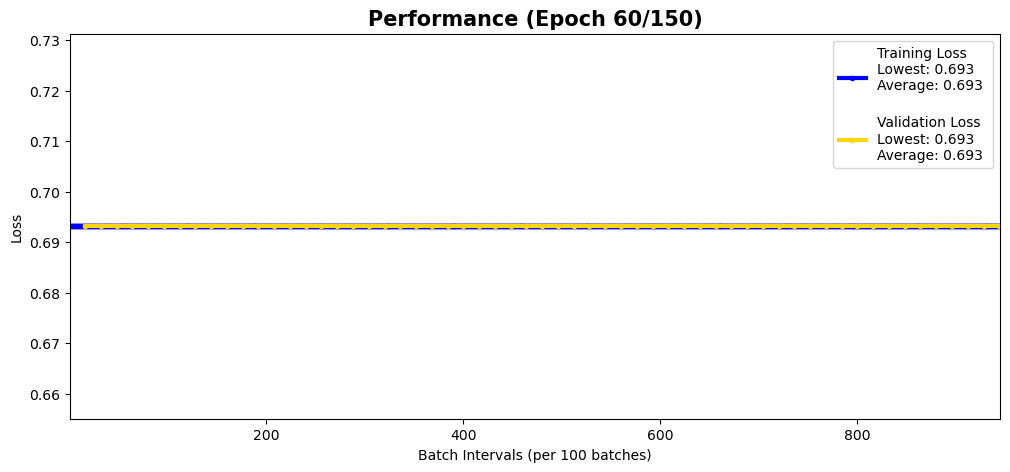 Performance (Epoch 60/150)
0.73
0.72
0.71
0.70
0.69
0.68
0.67
0.66
Loss
Training Loss
Lowest: 0.693
Average: 0.693
Validation Loss
Lowest: 0.693
Average: 0.693
200
400
600
800
Batch Intervals (per 100 batches)